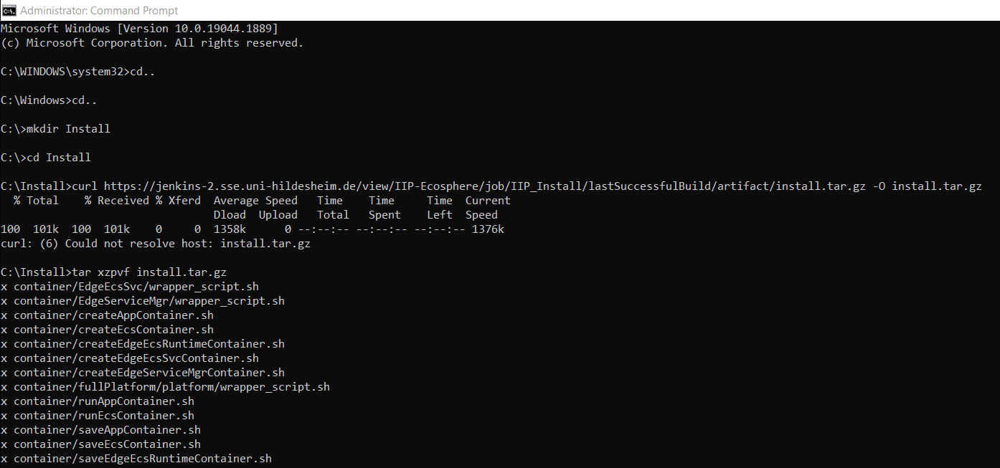 Administrator: Command Prompt
Microsoft Windows [Version 10.0.19044.1889]
(c) Microsoft Corporation. All rights reserved.
C:\WINDOWS\system32>cd..
C:\Windows>cd..
C:\>mkdir Install
C:\>cd Install
C:\Install>curl https://jenkins-2.sse.uni-hildesheim.de/view/IIP-Ecosphere/job/IIP_Install/lastSuccessfulBuild/artifact/install.tar.gz -O install.tar.gz
  % Total    % Received % Xferd  Average Speed   Time    Time     Time  Current
                                 Dload  Upload   Total   Spent    Left  Speed
100  101k  100  101k    0     0  1358k      0 --:--:-- --:--:-- --:--:-- 1376k
curl: (6) Could not resolve host: install.tar.gz
C:\Install>tar xzpvf install.tar.gz
x container/EdgeEcsSvc/wrapper_script.sh
x container/EdgeServiceMgr/wrapper_script.sh
x container/createAppContainer.sh
x container/createEcsContainer.sh
x container/createEdgeEcsRuntimeContainer.sh
x container/createEdgeEcsSvcContainer.sh
x container/createEdgeServiceMgrContainer.sh
x container/fullPlatform/platform/wrapper_script.sh
x container/runAppContainer.sh
x container/runEcsContainer.sh
x container/saveAppContainer.sh
x container/saveEcsContainer.sh
x container/saveEdgeEcsRuntimeContainer.sh